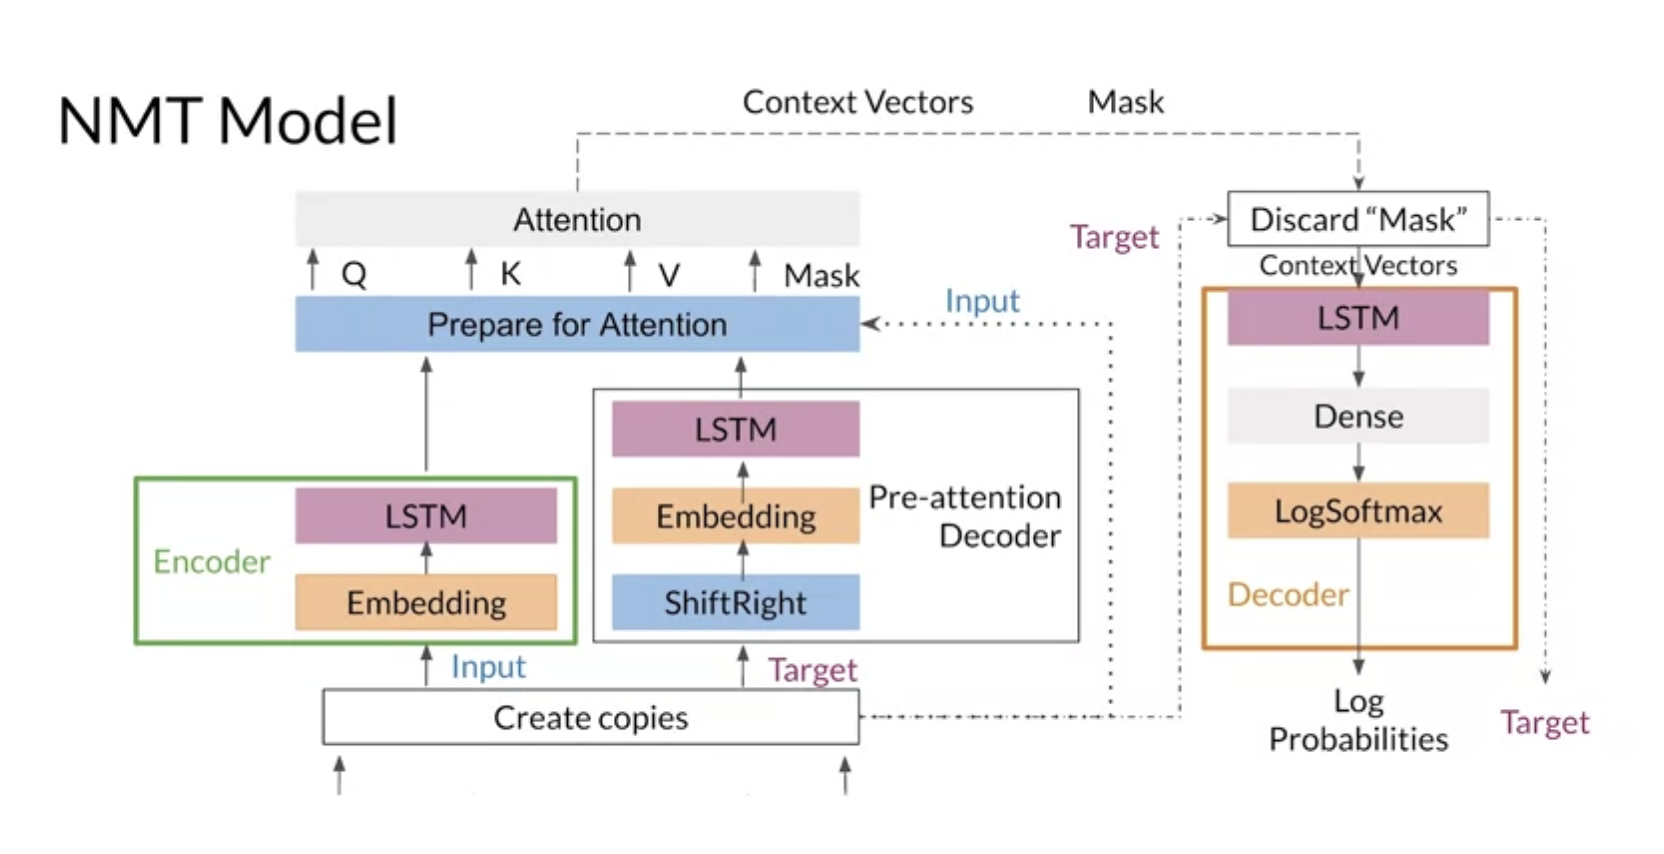 NMT Model
Context Vectors
Mask
Attention
Q
K
V
Mask
Prepare for Attention
Input
LSTM
Embedding
ShiftRight
Pre-attention
Decoder
Encoder
LSTM
Embedding
Input
Target
Create copies
Target
Discard “Mask”
Context Vectors
LSTM
Dense
LogSoftmax
Decoder
Log
Probabilities
Target